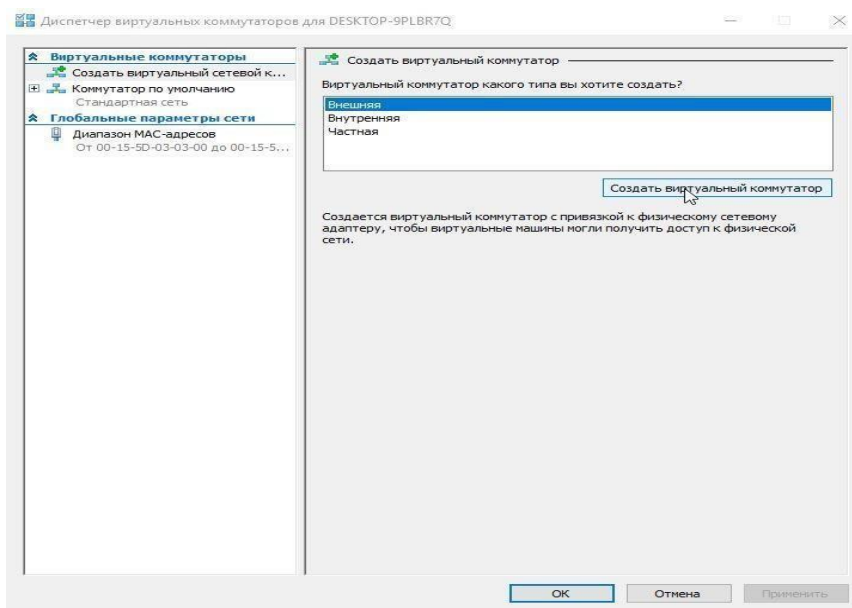 Диспетчер виртуальных коммутаторов для DESKTOP-9PLBR7Q
Виртуальные коммутаторы
Создать виртуальный сетевой к...
Коммутатор по умолчанию
Стандартная сеть
Глобальные параметры сети
Диапазон MAC-адресов
От 00-15-5D-03-03-00 до 00-15-5...
Создать виртуальный коммутатор
Виртуальный коммутатор какого типа вы хотите создать?
Внешняя
Внутренняя
Частная
Создать виртуальный коммутатор
Создается виртуальный коммутатор с привязкой к физическому сетевому
адаптеру, чтобы виртуальные машины могли получить доступ к физической
сети.
OK
Отмена
Применить